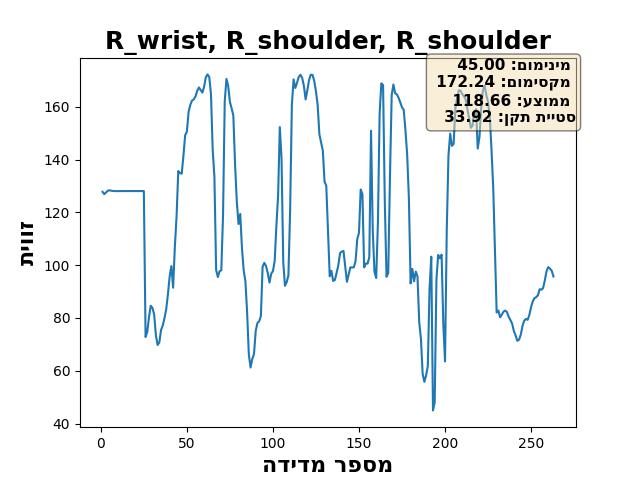 R_wrist, R_shoulder, R_shoulder
מינימום: 45.00
מקסימום: 172.24
ממוצע: 118.66
סטיית תקן: 33.92
זווית
160
140
120
100
80
60
40
0 50 100 150 200 250
מספר מדידה